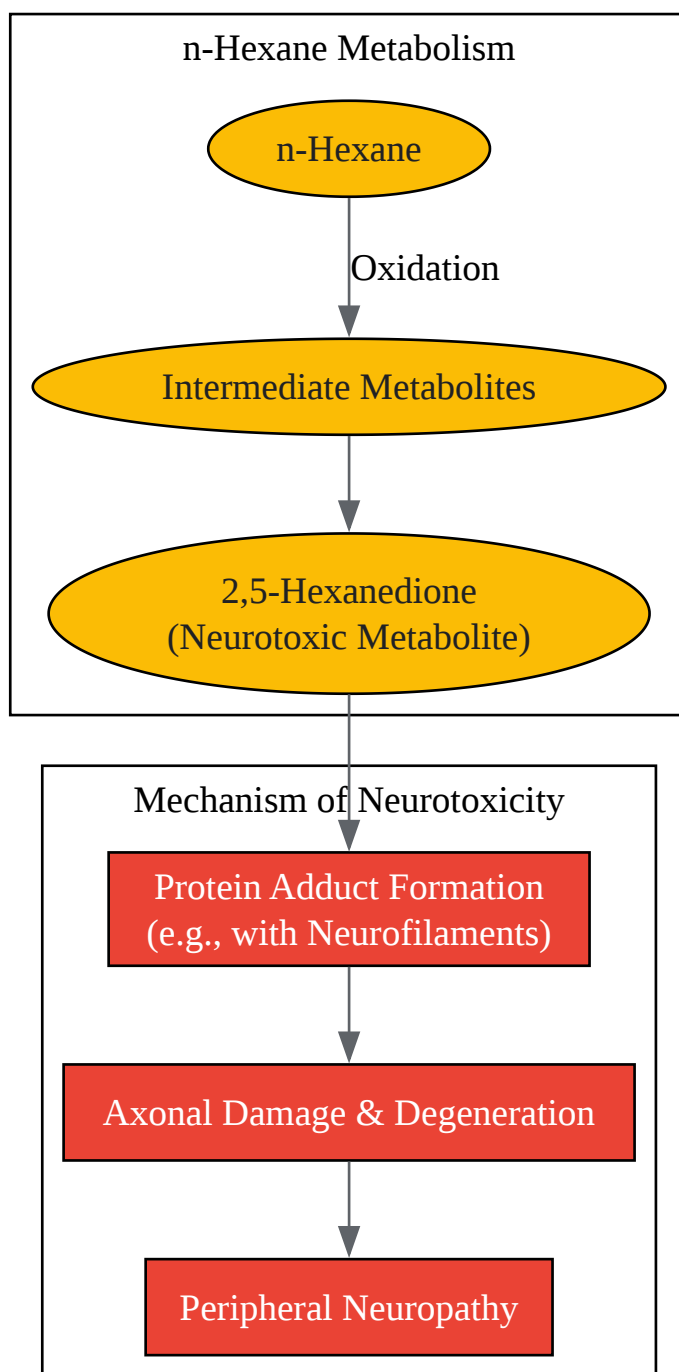 n-Hexane Metabolism
n-Hexane
Oxidation
Intermediate Metabolites
2,5-Hexanedione
(Neurotoxic Metabolite)
Mechanism of Neurotoxicity
Protein Adduct Formation
(e.g., with Neurofilaments)
Axonal Damage & Degeneration
Peripheral Neuropathy